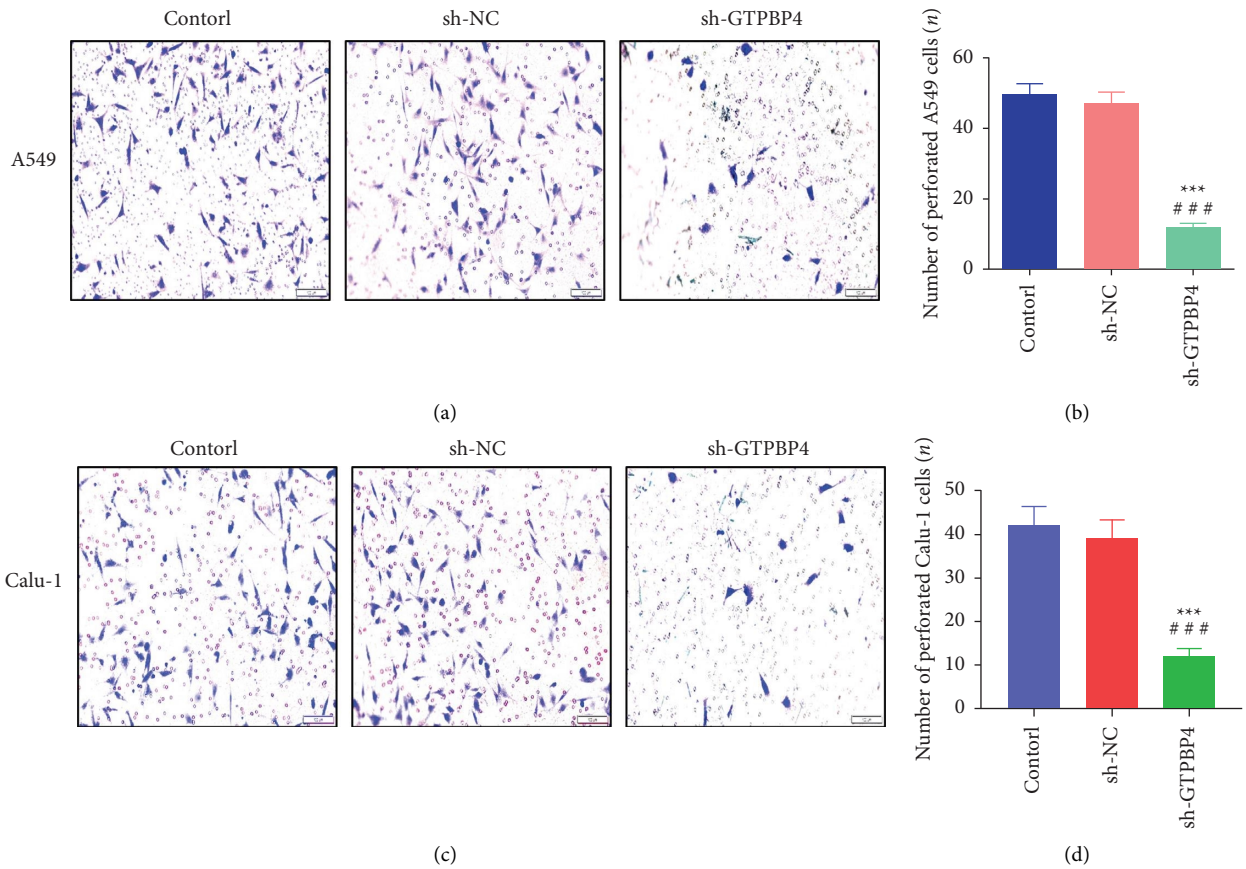 Contorl
sh-NC
sh-GTPBP4
A549
(a)
Number of perforated A549 cells (n)
60
40
20
0
***
# # #
Contorl
sh-NC
sh-GTPBP4
(b)
Contorl
sh-NC
sh-GTPBP4
Calu-1
(c)
Number of perforated Calu-1 cells (n)
50
40
30
20
10
0
***
# # #
Contorl
sh-NC
sh-GTPBP4
(d)